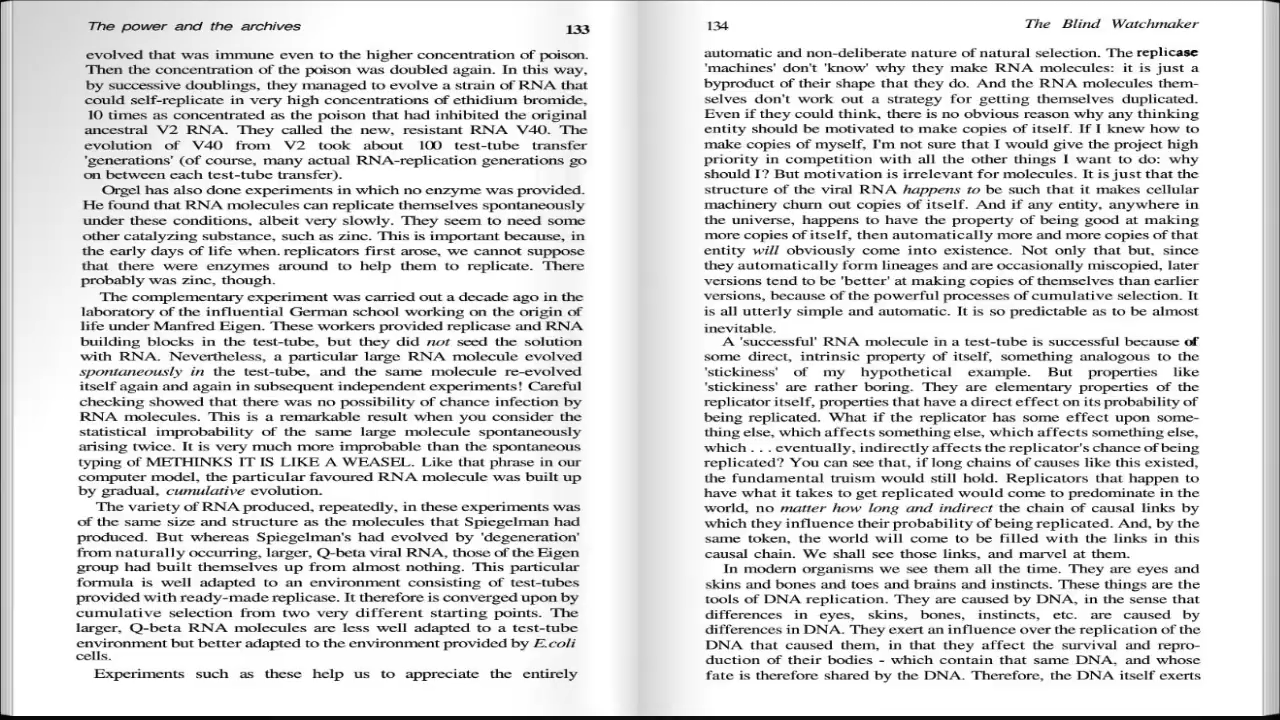 The power and the archives 133
evolved that was immune even to the higher concentration of poison.
Then the concentration of the poison was doubled again. In this way,
by successive doublings, they managed to evolve a strain of RNA that
could self-replicate in very high concentrations of ethidium bromide,
10 times as concentrated as the poison that had inhibited the original
ancestral V2 RNA. They called the new, resistant RNA V40. The
evolution of V40 from V2 took about 100 test-tube transfer
'generations' (of course, many actual RNA-replication generations go
on between each test-tube transfer).
Orgel has also done experiments in which no enzyme was provided.
He found that RNA molecules can replicate themselves spontaneously
under these conditions, albeit very slowly. They seem to need some
other catalyzing substance, such as zinc. This is important because, in
the early days of life when. replicators first arose, we cannot suppose
that there were enzymes around to help them to replicate. There
probably was zinc, though.
The complementary experiment was carried out a decade ago in the
laboratory of the influential German school working on the origin of
life under Manfred Eigen. These workers provided replicase and RNA
building blocks in the test-tube, but they did not seed the solution
with RNA. Nevertheless, a particular large RNA molecule evolved
spontaneously in the test-tube, and the same molecule re-evolved
itself again and again in subsequent independent experiments! Careful
checking showed that there was no possibility of chance infection by
RNA molecules. This is a remarkable result when you consider the
statistical improbability of the same large molecule spontaneously
arising twice. It is very much more improbable than the spontaneous
typing of METHINKS IT IS LIKE A WEASEL. Like that phrase in our
computer model, the particular favoured RNA molecule was built up
by gradual, cumulative evolution.
The variety of RNA produced, repeatedly, in these experiments was
of the same size and structure as the molecules that Spiegelman had
produced. But whereas Spiegelman's had evolved by 'degeneration'
from naturally occurring, larger, Q-beta viral RNA, those of the Eigen
group had built themselves up from almost nothing. This particular
formula is well adapted to an environment consisting of test-tubes
provided with ready-made replicase. It therefore is converged upon by
cumulative selection from two very different starting points. The
larger, Q-beta RNA molecules are less well adapted to a test-tube
environment but better adapted to the environment provided by E.coli
cells.
Experiments such as these help us to appreciate the entirely
134 The Blind Watchmaker
automatic and non-deliberate nature of natural selection. The replicase
'machines' don't 'know' why they make RNA molecules: it is just a
byproduct of their shape that they do. And the RNA molecules them-
selves don't work out a strategy for getting themselves duplicated.
Even if they could think, there is no obvious reason why any thinking
entity should be motivated to make copies of itself. If I knew how to
make copies of myself, I'm not sure that I would give the project high
priority in competition with all the other things I want to do: why
should I? But motivation is irrelevant for molecules. It is just that the
structure of the viral RNA happens to be such that it makes cellular
machinery churn out copies of itself. And if any entity, anywhere in
the universe, happens to have the property of being good at making
more copies of itself, then automatically more and more copies of that
entity will obviously come into existence. Not only that but, since
they automatically form lineages and are occasionally miscopied, later
versions tend to be 'better' at making copies of themselves than earlier
versions, because of the powerful processes of cumulative selection. It
is all utterly simple and automatic. It is so predictable as to be almost
inevitable.
A 'successful' RNA molecule in a test-tube is successful because of
some direct, intrinsic property of itself, something analogous to the
'stickiness' of my hypothetical example. But properties like
'stickiness' are rather boring. They are elementary properties of the
replicator itself, properties that have a direct effect on its probability of
being replicated. What if the replicator has some effect upon some-
thing else, which affects something else, which affects something else,
which . . . eventually, indirectly affects the replicator's chance of being
replicated? You can see that, if long chains of causes like this existed,
the fundamental truism would still hold. Replicators that happen to
have what it takes to get replicated would come to predominate in the
world, no matter how long and indirect the chain of causal links by
which they influence their probability of being replicated. And, by the
same token, the world will come to be filled with the links in this
causal chain. We shall see those links, and marvel at them.
In modern organisms we see them all the time. They are eyes and
skins and bones and toes and brains and instincts. These things are the
tools of DNA replication. They are caused by DNA, in the sense that
differences in eyes, skins, bones, instincts, etc. are caused by
differences in DNA. They exert an influence over the replication of the
DNA that caused them, in that they affect the survival and repro-
duction of their bodies - which contain that same DNA, and whose
fate is therefore shared by the DNA. Therefore, the DNA itself exerts